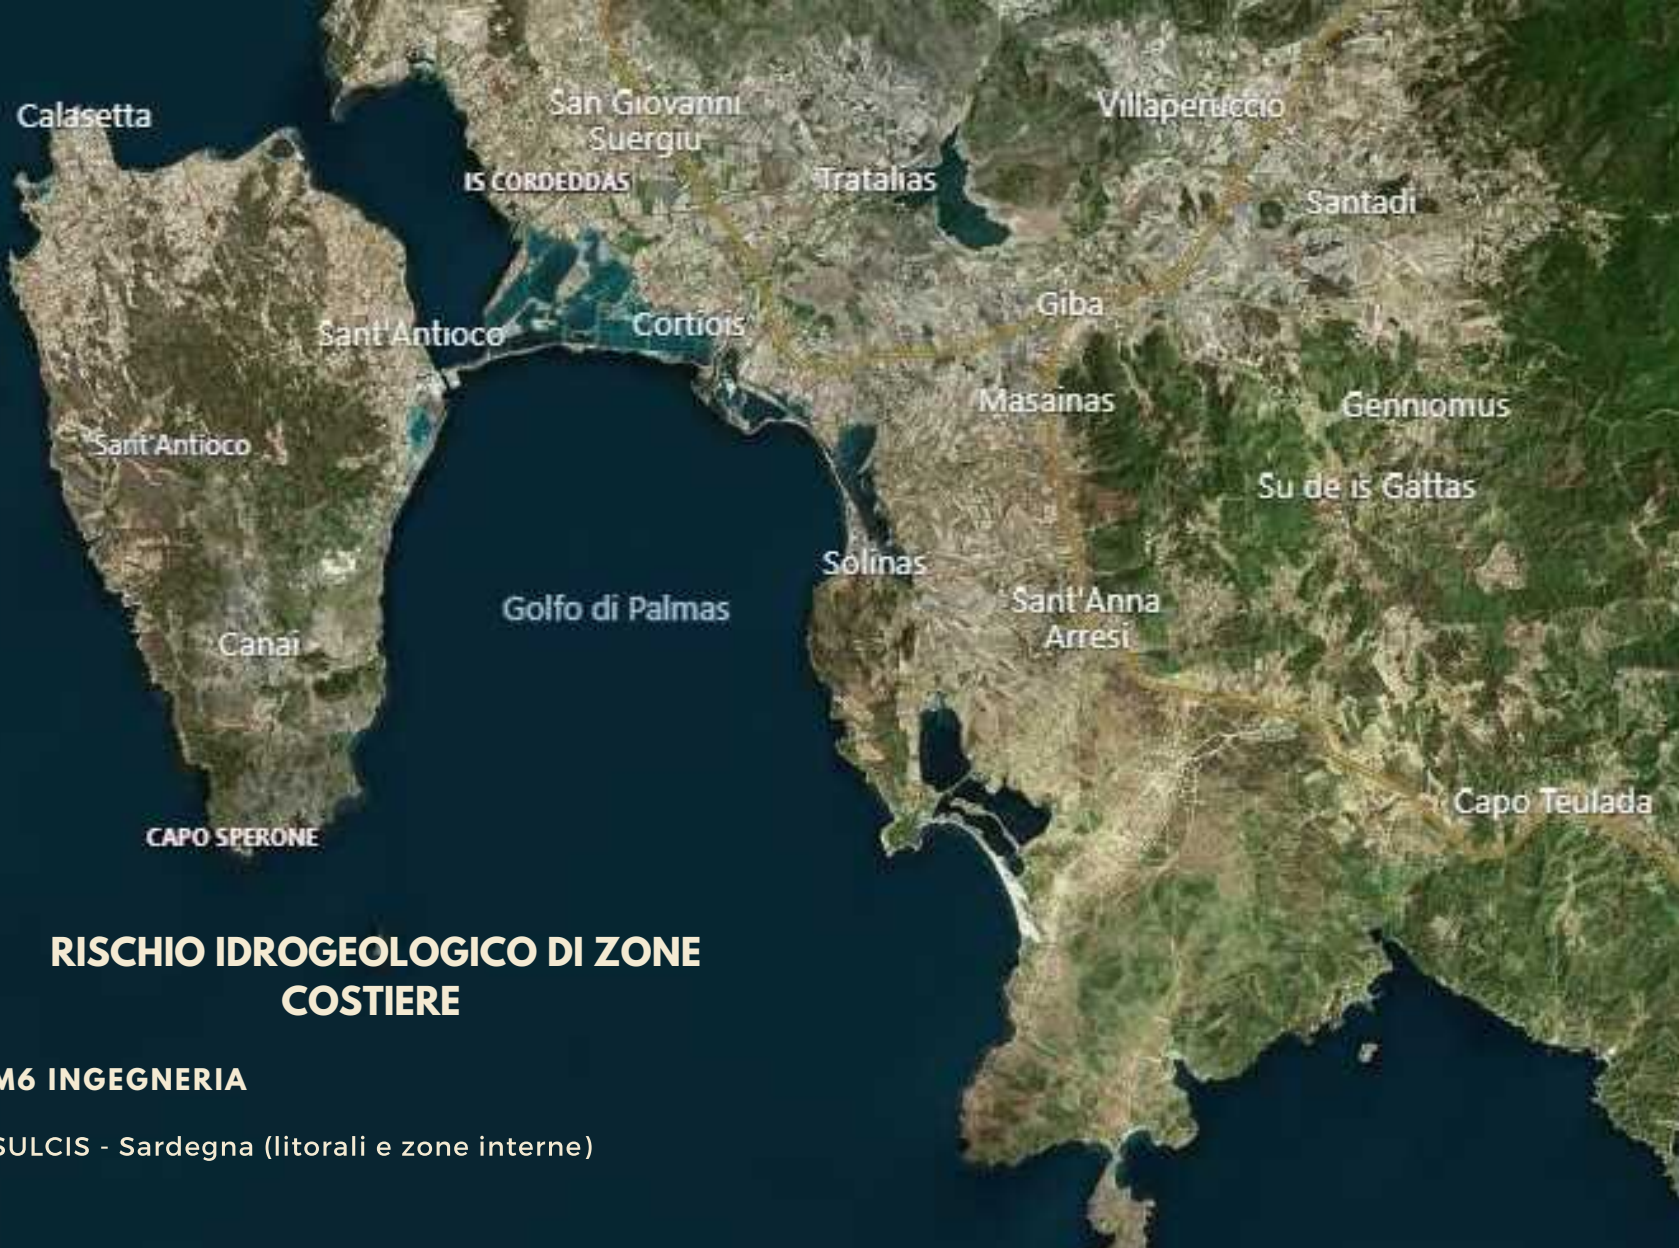 Calasetta
San Giovanni
Suergiu
Villaperuccio
IS CORDEDDAS
Tratalias
Santadi
Sant'Antioco
Cortiois
Giba
Masainas
Genniomus
Sant'Antioco
Su de is Gattas
Solinas
Golfo di Palmas
Sant'Anna
Arresi
Canai
Capo Teulada
CAPO SPERONE
RISCHIO IDROGEOLOGICO DI ZONE
COSTIERE
M6 INGEGNERIA
SULCIS - Sardegna (litorali e zone interne)